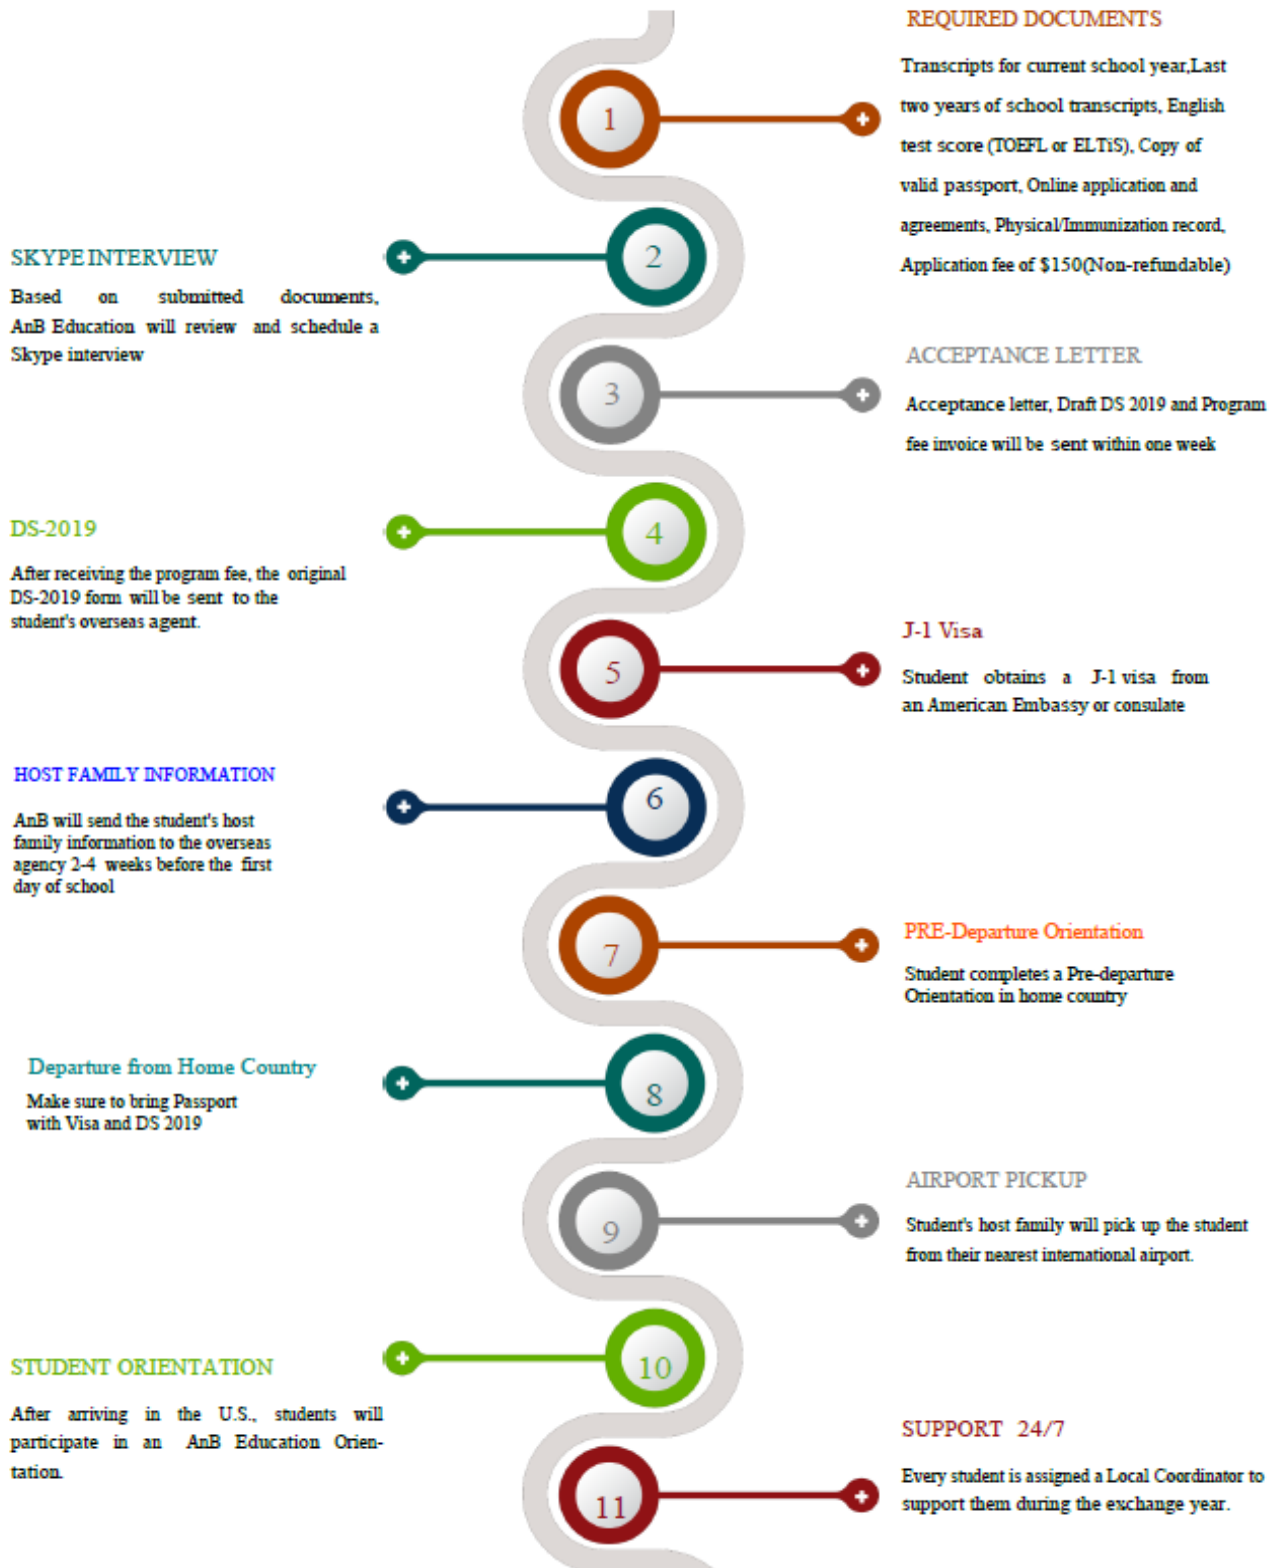 REQUIRED DOCUMENTS
Transcripts for current school year,Last
two years of school transcripts, English
test score (TOEFL or ELTiS), Copy of
valid passport, Online application and
agreements, Physical/Immunization record,
Application fee of $150(Non-refundable)
1
2
SKYPE INTERVIEW
Based on submitted documents,
AnB Education will review and schedule a
Skype interview
3
ACCEPTANCE LETTER
Acceptance letter, Draft DS 2019 and Program
fee invoice will be sent within one week
4
DS-2019
After receiving the program fee, the original
DS-2019 form will be sent to the
student's overseas agent.
5
J-1 Visa
Student obtains a J-1 visa from
an American Embassy or consulate
6
HOST FAMILY INFORMATION
AnB will send the student's host
family information to the overseas
agency 2-4 weeks before the first
day of school
7
PRE-Departure Orientation
Student completes a Pre-departure
Orientation in home country
8
Departure from Home Country
Make sure to bring Passport
with Visa and DS 2019
9
AIRPORT PICKUP
Student's host family will pick up the student
from their nearest international airport.
10
STUDENT ORIENTATION
After arriving in the U.S., students will
participate in an AnB Education Orien-
tation.
11
SUPPORT 24/7
Every student is assigned a Local Coordinator to
support them during the exchange year.